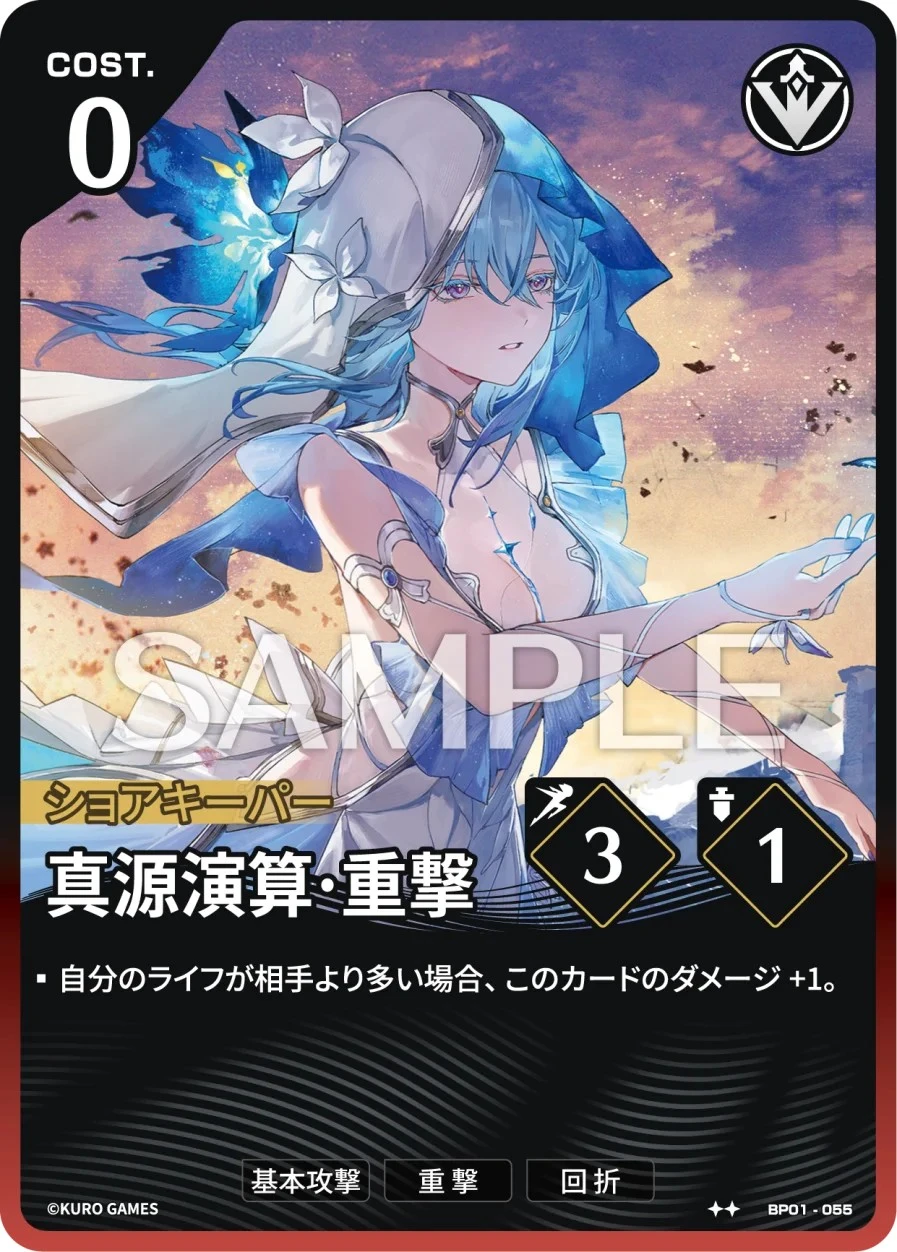 COST.
0
SAMPLE
ショアキーパー
真源演算·重撃
3
1
▪ 自分のライフが相手より多い場合、このカードのダメージ +1。
基本攻撃
重撃
回折
©KURO GAMES
BP01 - 055